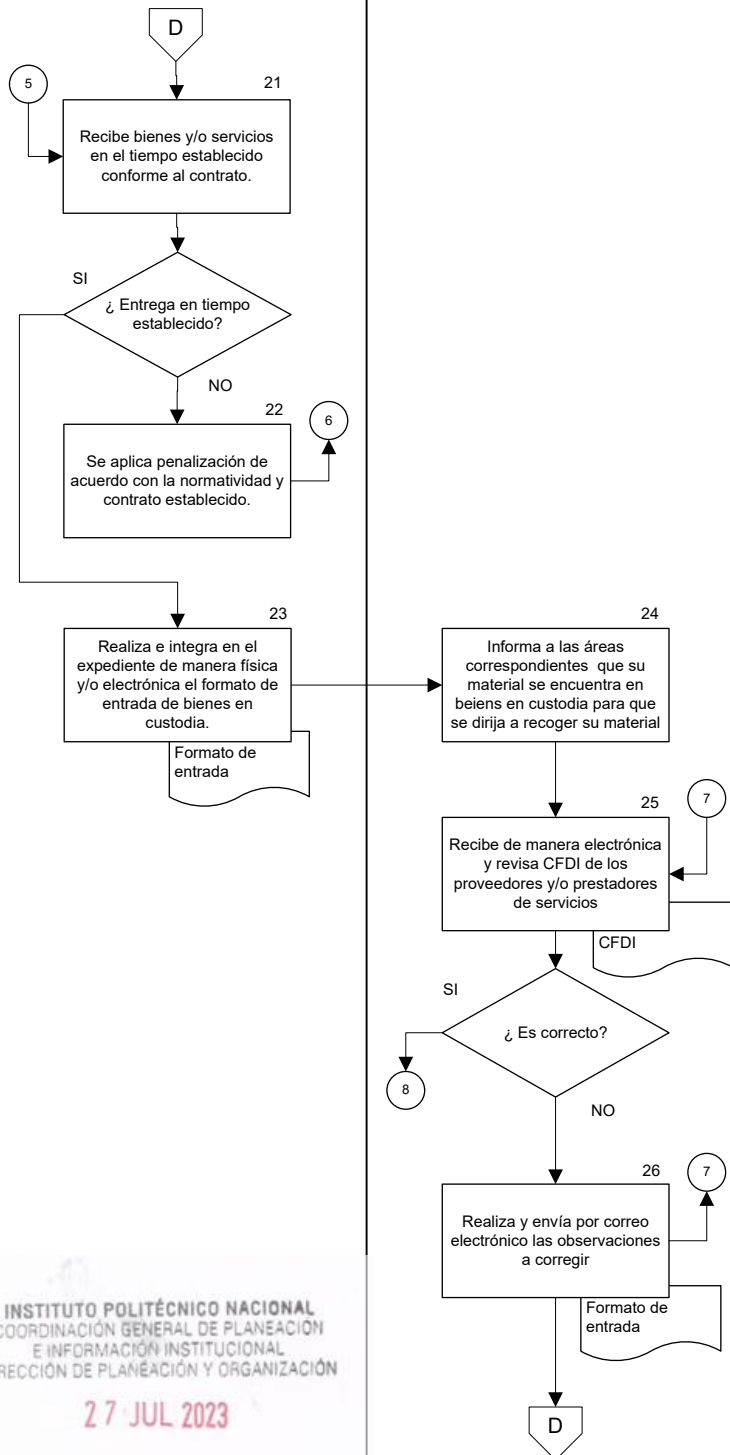 D
5
21
Recibe bienes y/o servicios
en el tiempo establecido
conforme al contrato.
SI
¿ Entrega en tiempo
establecido?
NO
22
6
Se aplica penalización de
acuerdo con la normatividad y
contrato establecido.
23
Realiza e integra en el
expediente de manera física
y/o electrónica el formato de
entrada de bienes en
custodia.
Formato de
entrada
24
Informa a las áreas
correspondientes que su
material se encuentra en
beiens en custodia para que
se dirija a recoger su material
25
7
Recibe de manera electrónica
y revisa CFDI de los
proveedores y/o prestadores
de servicios
CFDI
SI
¿ Es correcto?
8
NO
26
7
Realiza y envía por correo
electrónico las observaciones
a corregir
Formato de
entrada
D
INSTITUTO POLITÉCNICO NACIONAL
COORDINACIÓN GENERAL DE PLANEACIÓN
E INFORMACIÓN INSTITUCIONAL
RECCIÓN DE PLANEACIÓN Y ORGANIZACIÓN
27 JUL 2023